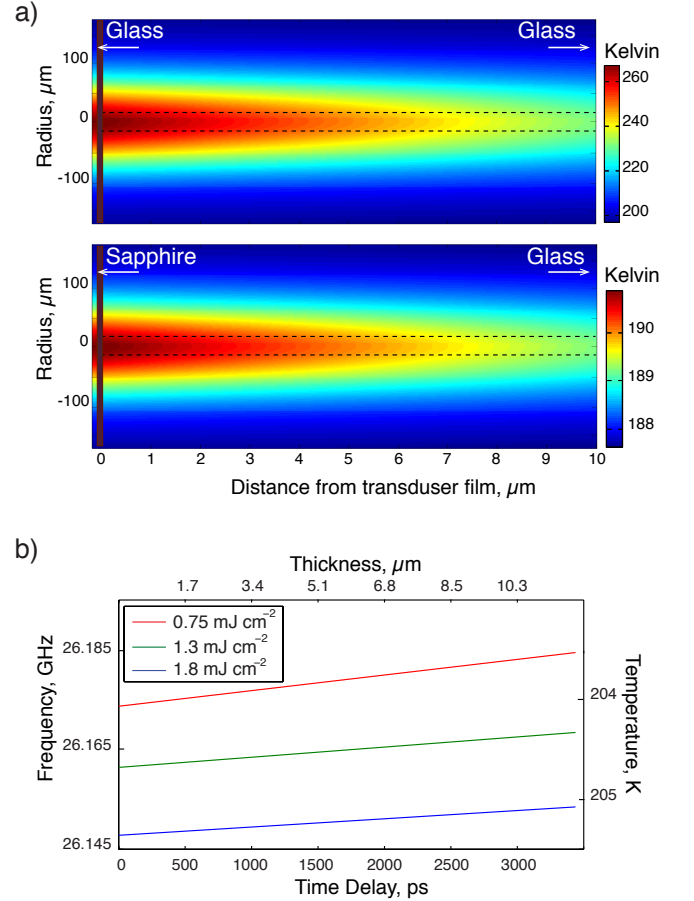 a)
Glass Glass
Kelvin
100
0
-100
Radius, µm
260
240
220
200
Sapphire Glass
Kelvin
100
0
-100
Radius, µm
190
189
188
0 1 2 3 4 5 6 7 8 9 10
Distance from transduser film, µm
b)
Thickness, µm
1.7 3.4 5.1 6.8 8.5 10.3
0.75 mJ cm⁻²
1.3 mJ cm⁻²
1.8 mJ cm⁻²
26.185
26.165
26.145
Frequency, GHz
204
205
Temperature, K
0 500 1000 1500 2000 2500 3000
Time Delay, ps